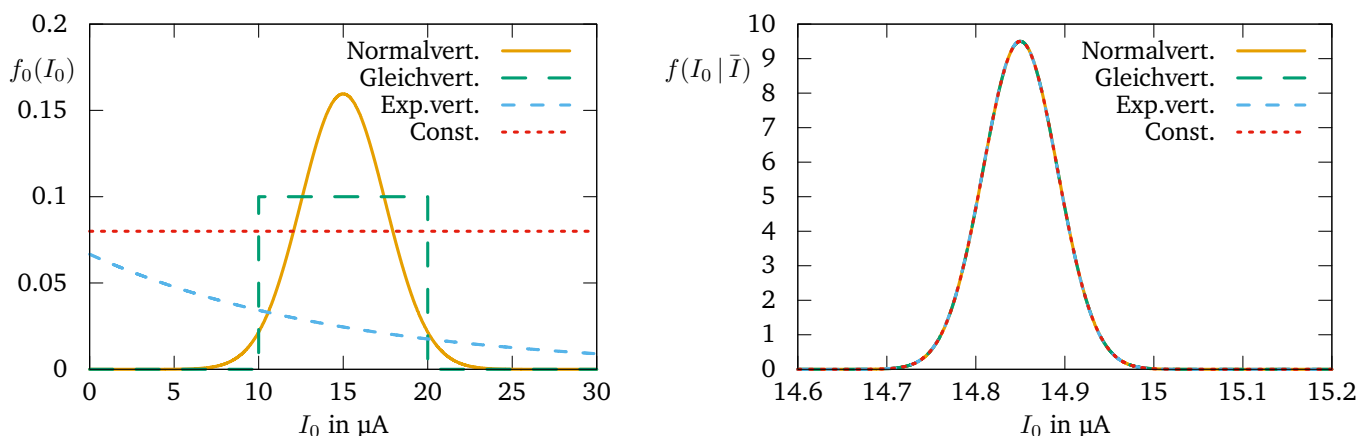 0.2
0.15
0.1
0.05
0
f₀(I₀)
Normalvert.
Gleichvert.
Exp.vert.
Const.
0 5 10 15 20 25 30
I₀ in µA
10
9
8
7
6
5
4
3
2
1
0
f(I₀ | Ī)
Normalvert.
Gleichvert.
Exp.vert.
Const.
14.6 14.7 14.8 14.9 15 15.1 15.2
I₀ in µA